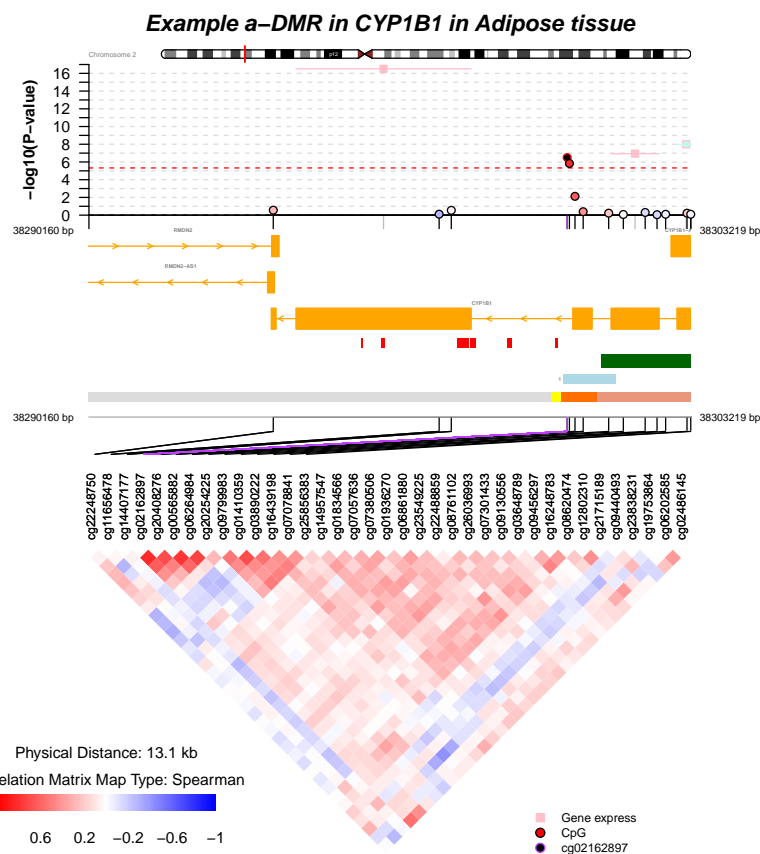 Example a−DMR in CYP1B1 in Adipose tissue
Chromosome 2
p12
−log10(P−value)
16
14
12
10
8
6
4
2
0
38290160 bp
38303219 bp
RMDN2
CYP1B1−
RMDN2−AS1
CYP1B1
38290160 bp
38303219 bp
cg22248750
cg11656478
cg14407177
cg02162897
cg20408276
cg00565882
cg06264984
cg20254225
cg09799983
cg01410359
cg03890222
cg16439198
cg07078841
cg25856383
cg14957547
cg01834566
cg07057636
cg07380506
cg01936270
cg06861880
cg23549225
cg22488859
cg08761102
cg26036993
cg07301433
cg09130556
cg03648789
cg09456297
cg16248783
cg08620474
cg12802310
cg21715189
cg09440493
cg23838231
cg19753864
cg06202585
cg02486145
Physical Distance: 13.1 kb
elation Matrix Map Type: Spearman
0.6
0.2
−0.2
−0.6
−1
Gene express
CpG
cg02162897